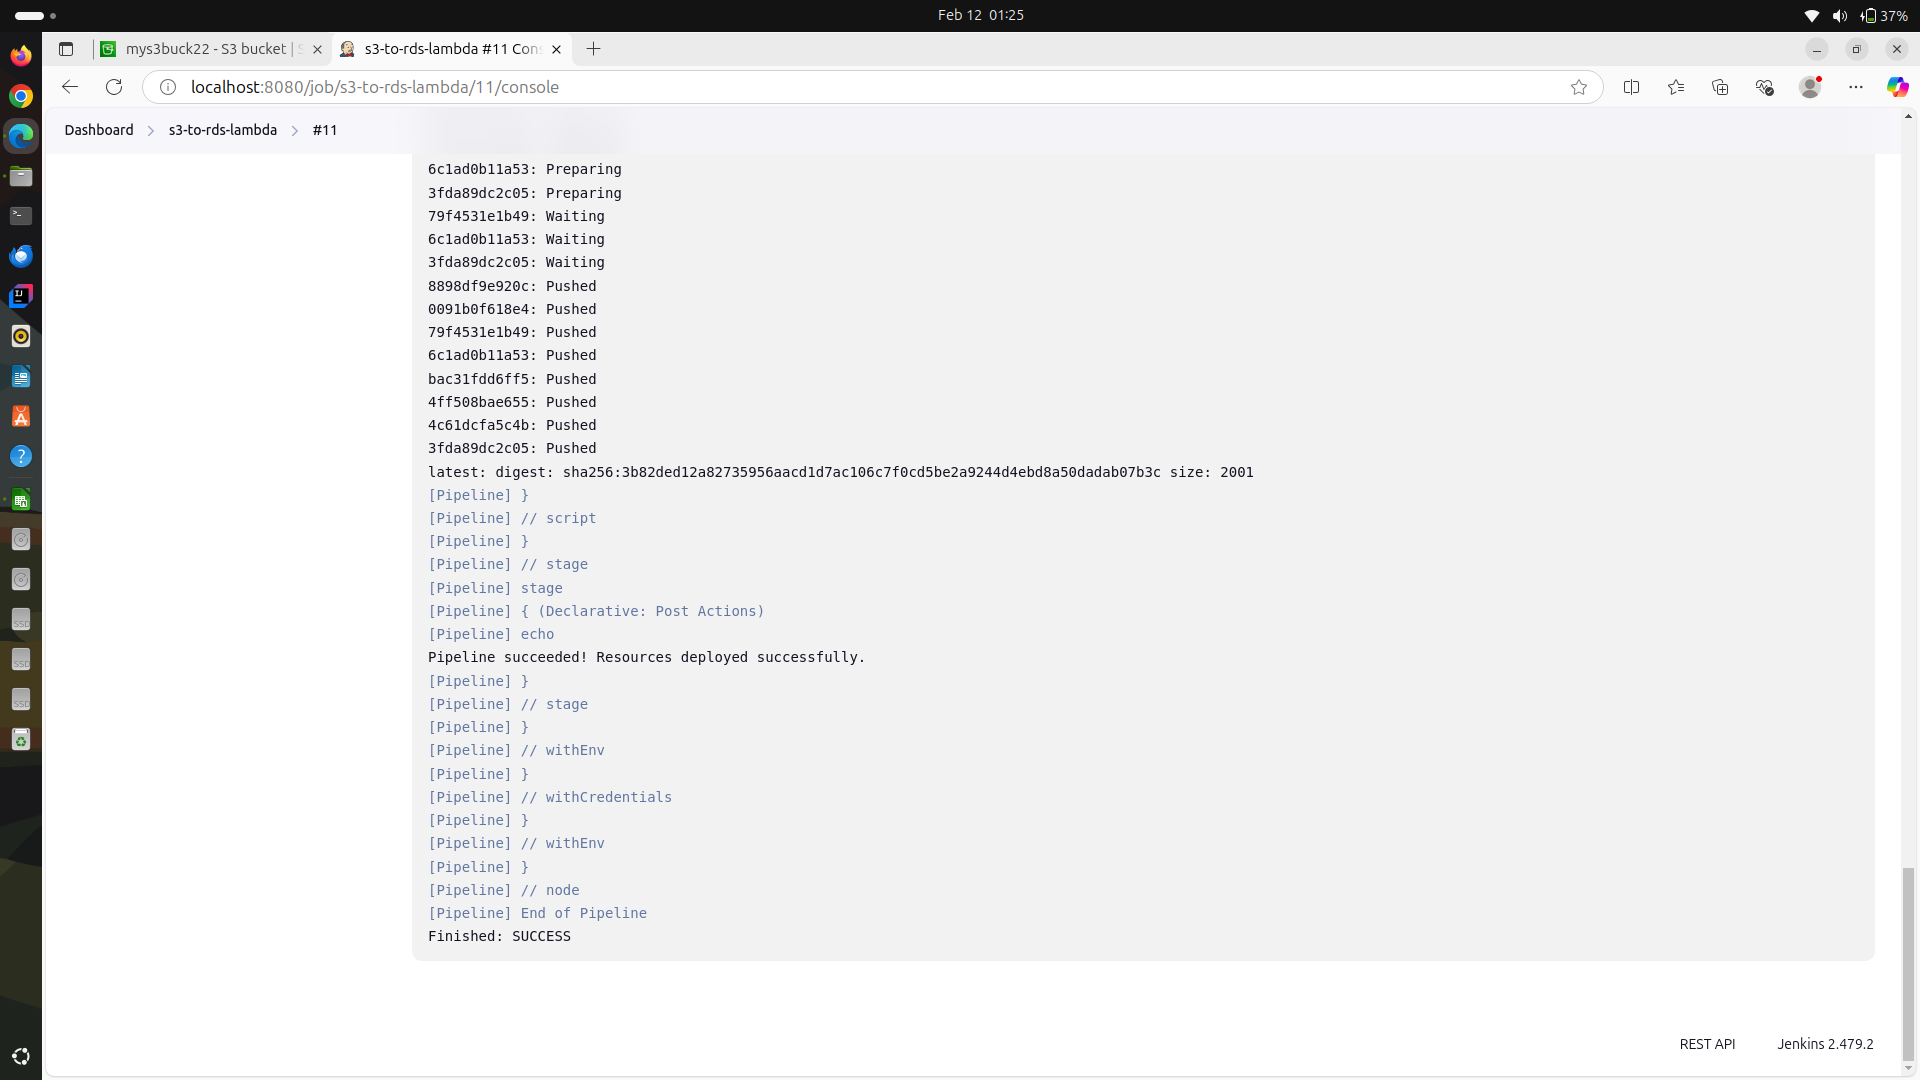 Feb 12 01:25
37%
mys3buck22 - S3 bucket | S
s3-to-rds-lambda #11 Cons
localhost:8080/job/s3-to-rds-lambda/11/console
Dashboard
s3-to-rds-lambda
#11
6c1ad0b11a53: Preparing
3fda89dc2c05: Preparing
79f4531e1b49: Waiting
6c1ad0b11a53: Waiting
3fda89dc2c05: Waiting
8898df9e920c: Pushed
0091b0f618e4: Pushed
79f4531e1b49: Pushed
6c1ad0b11a53: Pushed
bac31fdd6ff5: Pushed
4ff508bae655: Pushed
4c61dcfa5c4b: Pushed
3fda89dc2c05: Pushed
latest: digest: sha256:3b82ded12a82735956aacd1d7ac106c7f0cd5be2a9244d4ebd8a50dadab07b3c size: 2001
[Pipeline] }
[Pipeline] // script
[Pipeline] }
[Pipeline] // stage
[Pipeline] stage
[Pipeline] { (Declarative: Post Actions)
[Pipeline] echo
Pipeline succeeded! Resources deployed successfully.
[Pipeline] }
[Pipeline] // stage
[Pipeline] }
[Pipeline] // withEnv
[Pipeline] }
[Pipeline] // withCredentials
[Pipeline] }
[Pipeline] // withEnv
[Pipeline] }
[Pipeline] // node
[Pipeline] End of Pipeline
Finished: SUCCESS
REST API
Jenkins 2.479.2